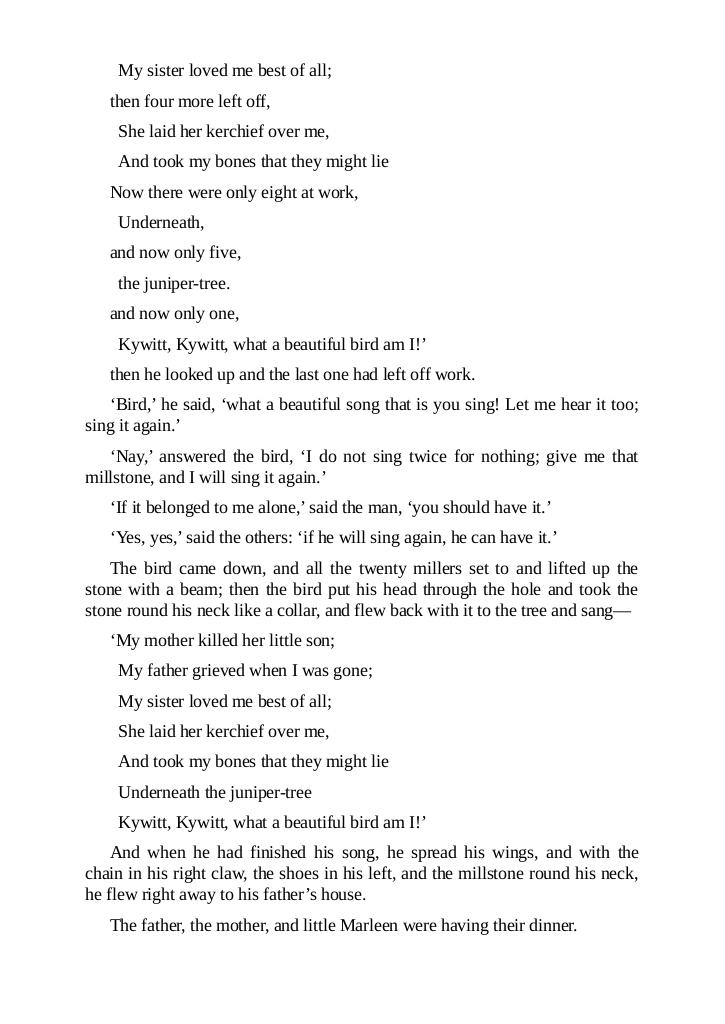 My sister loved me best of all;
then four more left off,
She laid her kerchief over me,
And took my bones that they might lie
Now there were only eight at work,
Underneath,
and now only five,
the juniper-tree.
and now only one,
Kywitt, Kywitt, what a beautiful bird am I!’
then he looked up and the last one had left off work.
‘Bird,’ he said, ‘what a beautiful song that is you sing! Let me hear it too;
sing it again.’
‘Nay,’ answered the bird, ‘I do not sing twice for nothing; give me that
millstone, and I will sing it again.’
‘If it belonged to me alone,’ said the man, ‘you should have it.’
‘Yes, yes,’ said the others: ‘if he will sing again, he can have it.’
The bird came down, and all the twenty millers set to and lifted up the
stone with a beam; then the bird put his head through the hole and took the
stone round his neck like a collar, and flew back with it to the tree and sang—
‘My mother killed her little son;
My father grieved when I was gone;
My sister loved me best of all;
She laid her kerchief over me,
And took my bones that they might lie
Underneath the juniper-tree
Kywitt, Kywitt, what a beautiful bird am I!’
And when he had finished his song, he spread his wings, and with the
chain in his right claw, the shoes in his left, and the millstone round his neck,
he flew right away to his father’s house.
The father, the mother, and little Marleen were having their dinner.